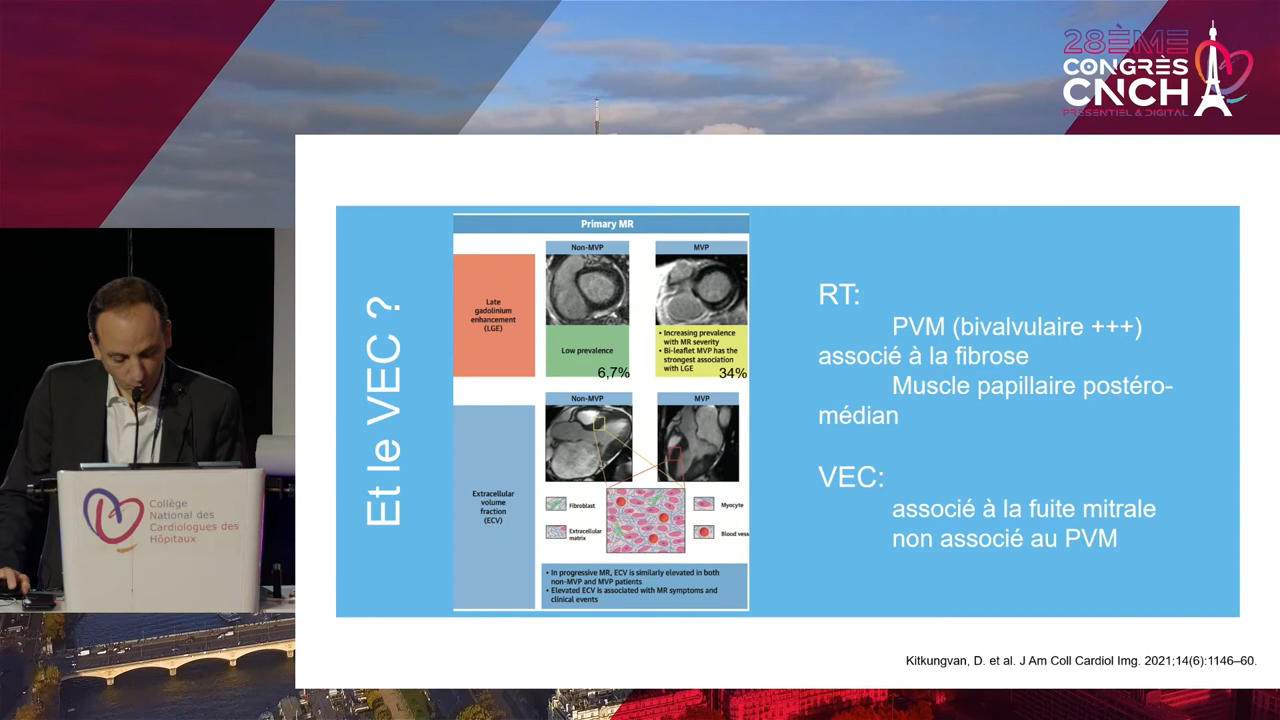 28ÈME
CONGRÈS
CNCH
PRÉSENTIEL & DIGITAL
Et le VEC ?
Primary MR
Non-MVP
MVP
Late
gadolinium
enhancement
(LGE)
Low prevalence
6,7%
• Increasing prevalence
with MR severity
• Bi-leaflet MVP has the
strongest association
with LGE
34%
Non-MVP
MVP
Extracellular
volume
fraction
(ECV)
Fibroblast
Extracellular
matrix
Myocyte
Blood vess
• In progressive MR, ECV is similarly elevated in both
non-MVP and MVP patients
• Elevated ECV is associated with MR symptoms and
clinical events
RT:
PVM (bivalvulaire +++)
associé à la fibrose
Muscle papillaire postéro-
médian
VEC:
associé à la fuite mitrale
non associé au PVM
Kitkungvan, D. et al. J Am Coll Cardiol Img. 2021;14(6):1146–60.
Collège
National des
Cardiologues des
Hôpitaux